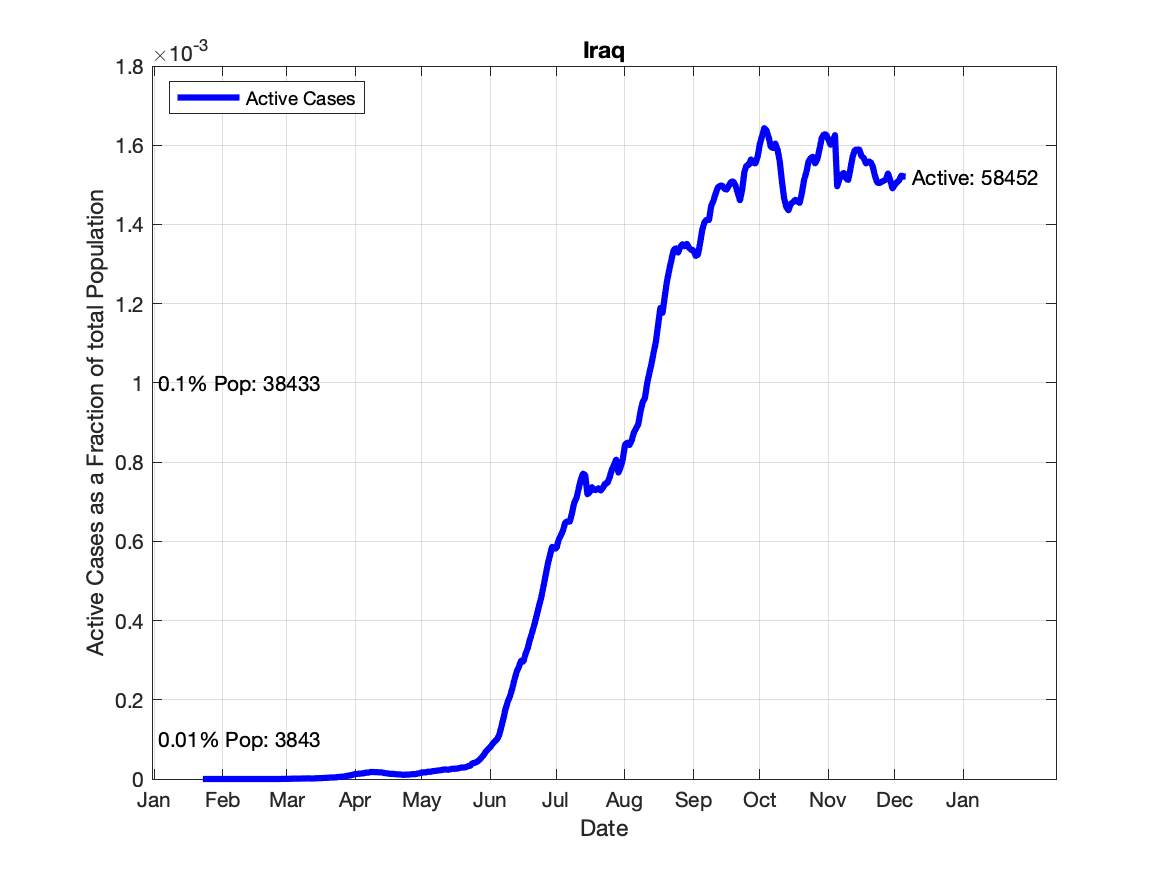 Iraq
×10-3
1.8
1.6
1.4
1.2
1
0.8
0.6
0.4
0.2
0
Active Cases
Active: 58452
0.1% Pop: 38433
0.01% Pop: 3843
Active Cases as a Fraction of total Population
Jan Feb Mar Apr May Jun Jul Aug Sep Oct Nov Dec Jan
Date